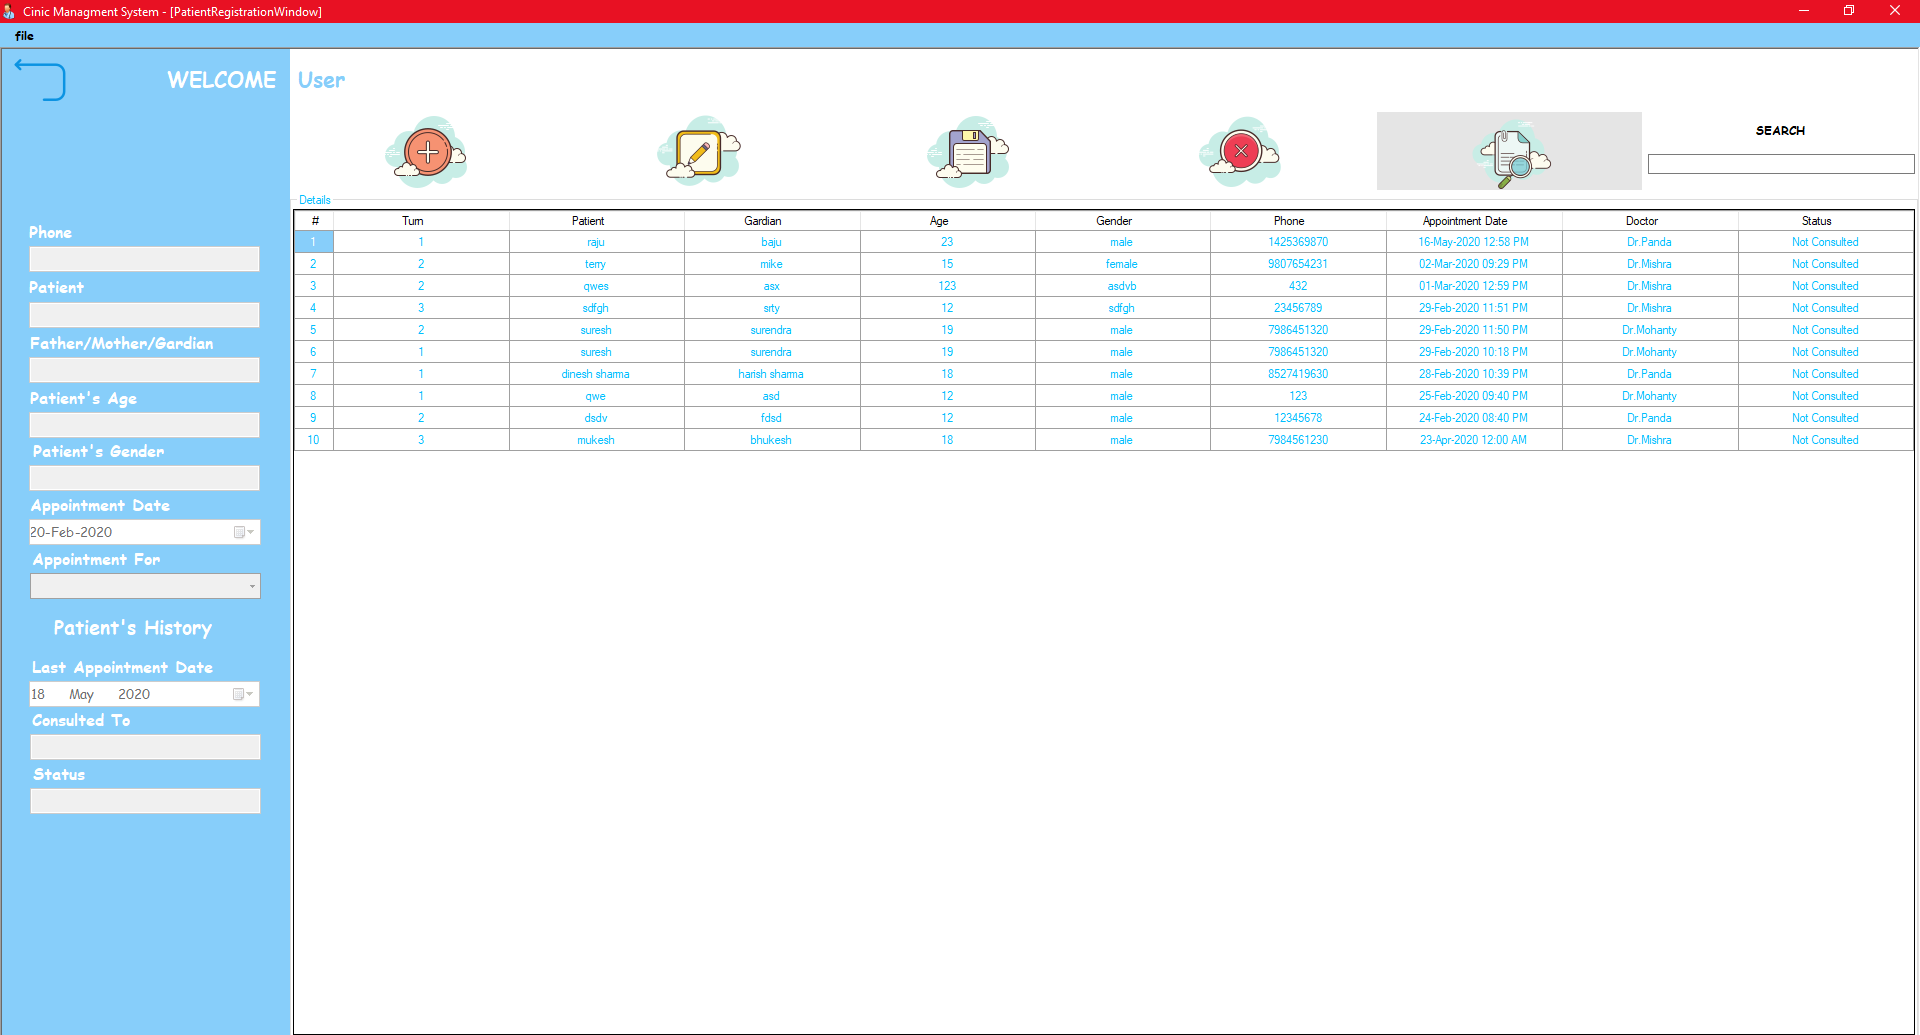 Cinic Managment System - [PatientRegistrationWindow]
file
WELCOME User
SEARCH
Phone
Patient
Father/Mother/Gardian
Patient's Age
Patient's Gender
Appointment Date
20-Feb-2020
Appointment For
Patient's History
Last Appointment Date
18 May 2020
Consulted To
Status
Details
# Turn Patient Gardian Age Gender Phone Appointment Date Doctor Status
1 1 raju baju 23 male 1425369870 16-May-2020 12:58 PM Dr.Panda Not Consulted
2 2 terry mike 15 female 9807654231 02-Mar-2020 09:29 PM Dr.Mishra Not Consulted
3 2 qwes asx 123 asdvb 432 01-Mar-2020 12:59 PM Dr.Mishra Not Consulted
4 3 sdfgh srty 12 sdfgh 23456789 29-Feb-2020 11:51 PM Dr.Mishra Not Consulted
5 2 suresh surendra 19 male 7986451320 29-Feb-2020 11:50 PM Dr.Mohanty Not Consulted
6 1 suresh surendra 19 male 7986451320 29-Feb-2020 10:18 PM Dr.Mohanty Not Consulted
7 1 dinesh sharma harish sharma 18 male 8527419630 28-Feb-2020 10:39 PM Dr.Panda Not Consulted
8 1 qwe asd 12 male 123 25-Feb-2020 09:40 PM Dr.Mohanty Not Consulted
9 2 dsdv fdsd 12 male 12345678 24-Feb-2020 08:40 PM Dr.Panda Not Consulted
10 3 mukesh bhukesh 18 male 7984561230 23-Apr-2020 12:00 AM Dr.Mishra Not Consulted